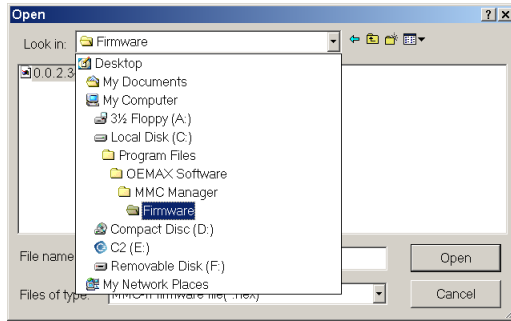 Open
Look in: Firmware
0.0.2.3
Desktop
My Documents
My Computer
3½ Floppy (A:)
Local Disk (C:)
Program Files
OEMAX Software
MMC Manager
Firmware
Compact Disc (D:)
C2 (E:)
Removable Disk (F:)
My Network Places
File name
Open
Files of type:
firmware file(*.hex)
Cancel